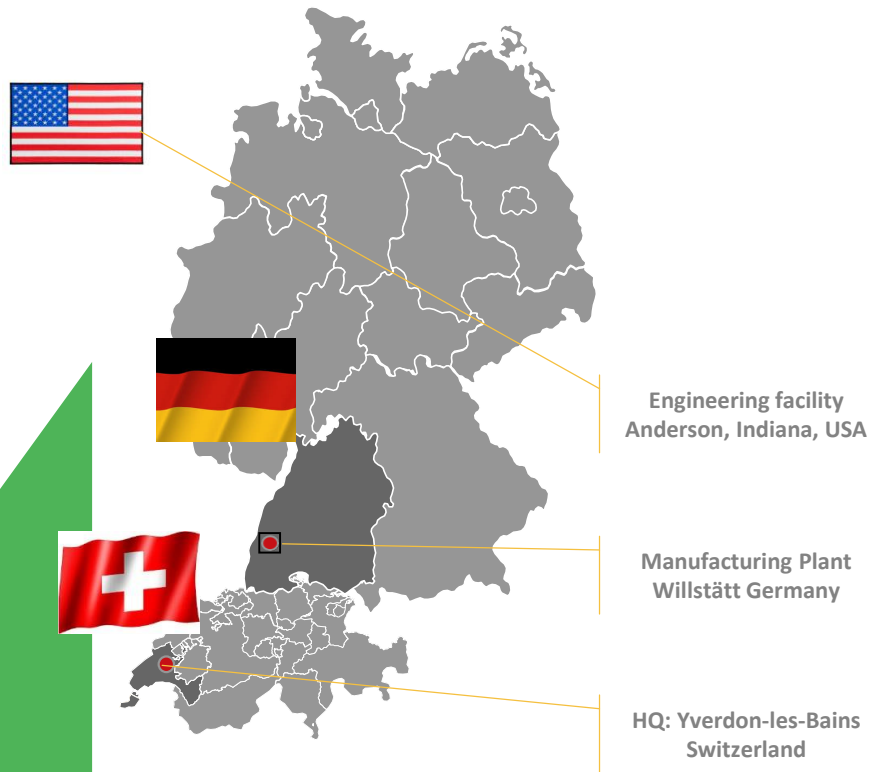 Engineering facility
Anderson, Indiana, USA
Manufacturing Plant
Willstätt Germany
HQ: Yverdon-les-Bains
Switzerland